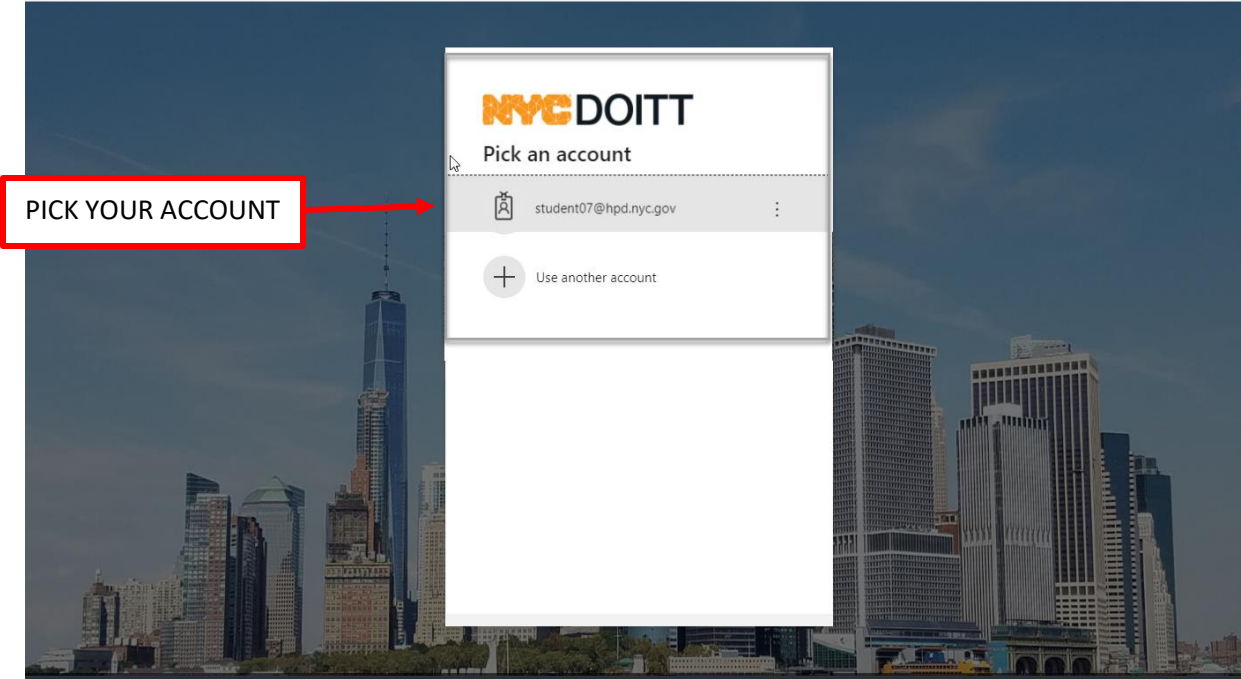 NYC DOITT
Pick an account
PICK YOUR ACCOUNT
student07@hpd.nyc.gov
Use another account